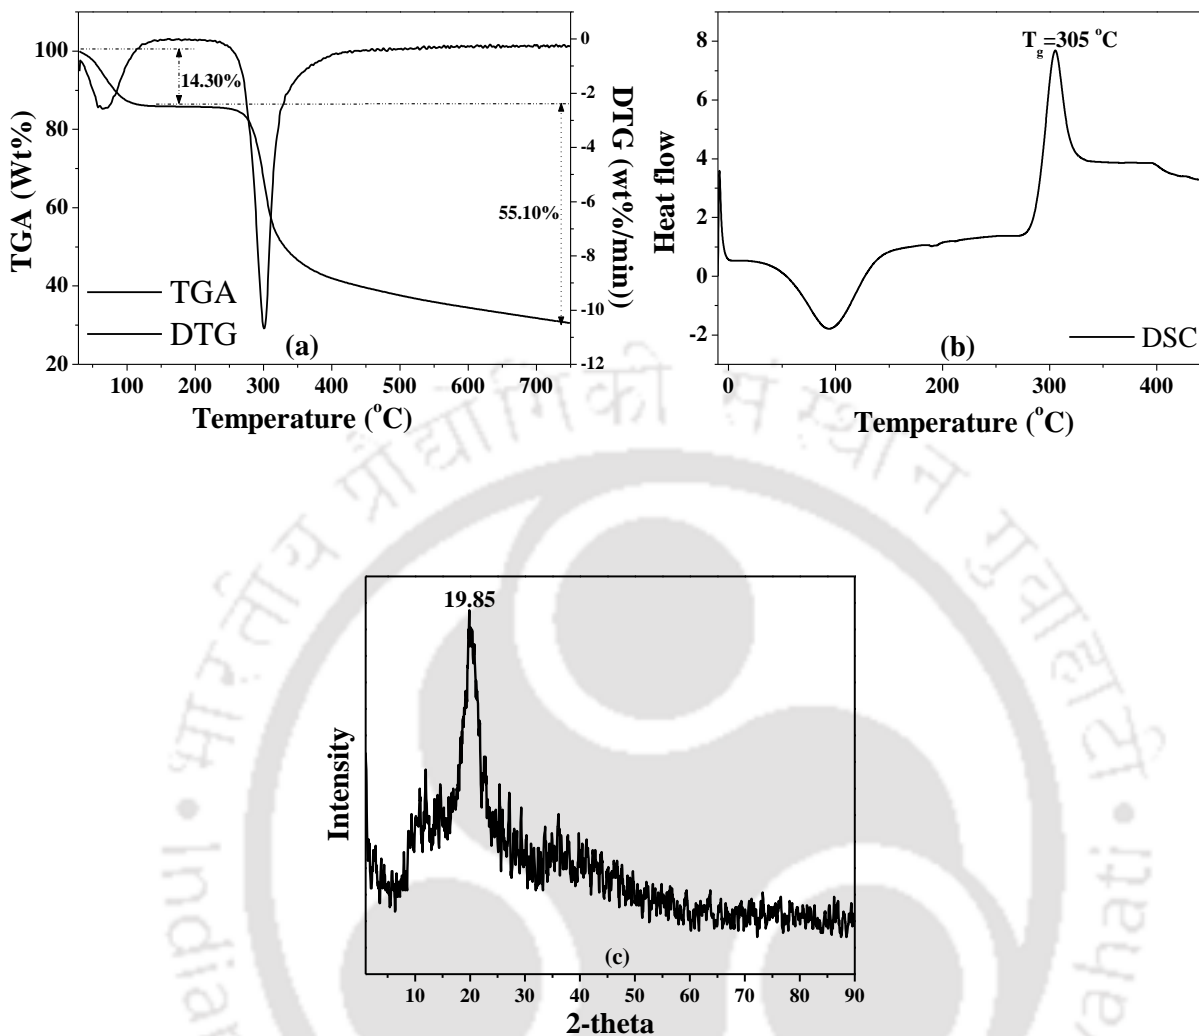 100
80
60
40
20
TGA (Wt%)
14.30%
55.10%
TGA
DTG
(a)
0
-2
-4
-6
-8
-10
-12
DTG (wt%/min))
100 200 300 400 500 600 700
Temperature (°C)
8
6
4
2
0
-2
Heat flow
Tg=305 °C
(b)
DSC
0 100 200 300 400
Temperature (°C)
19.85
Intensity
(c)
10 20 30 40 50 60 70 80 90
2-theta
भारतीय प्रौद्योगिकी संस्थान गुवाहाटी
• Indian
wahati •